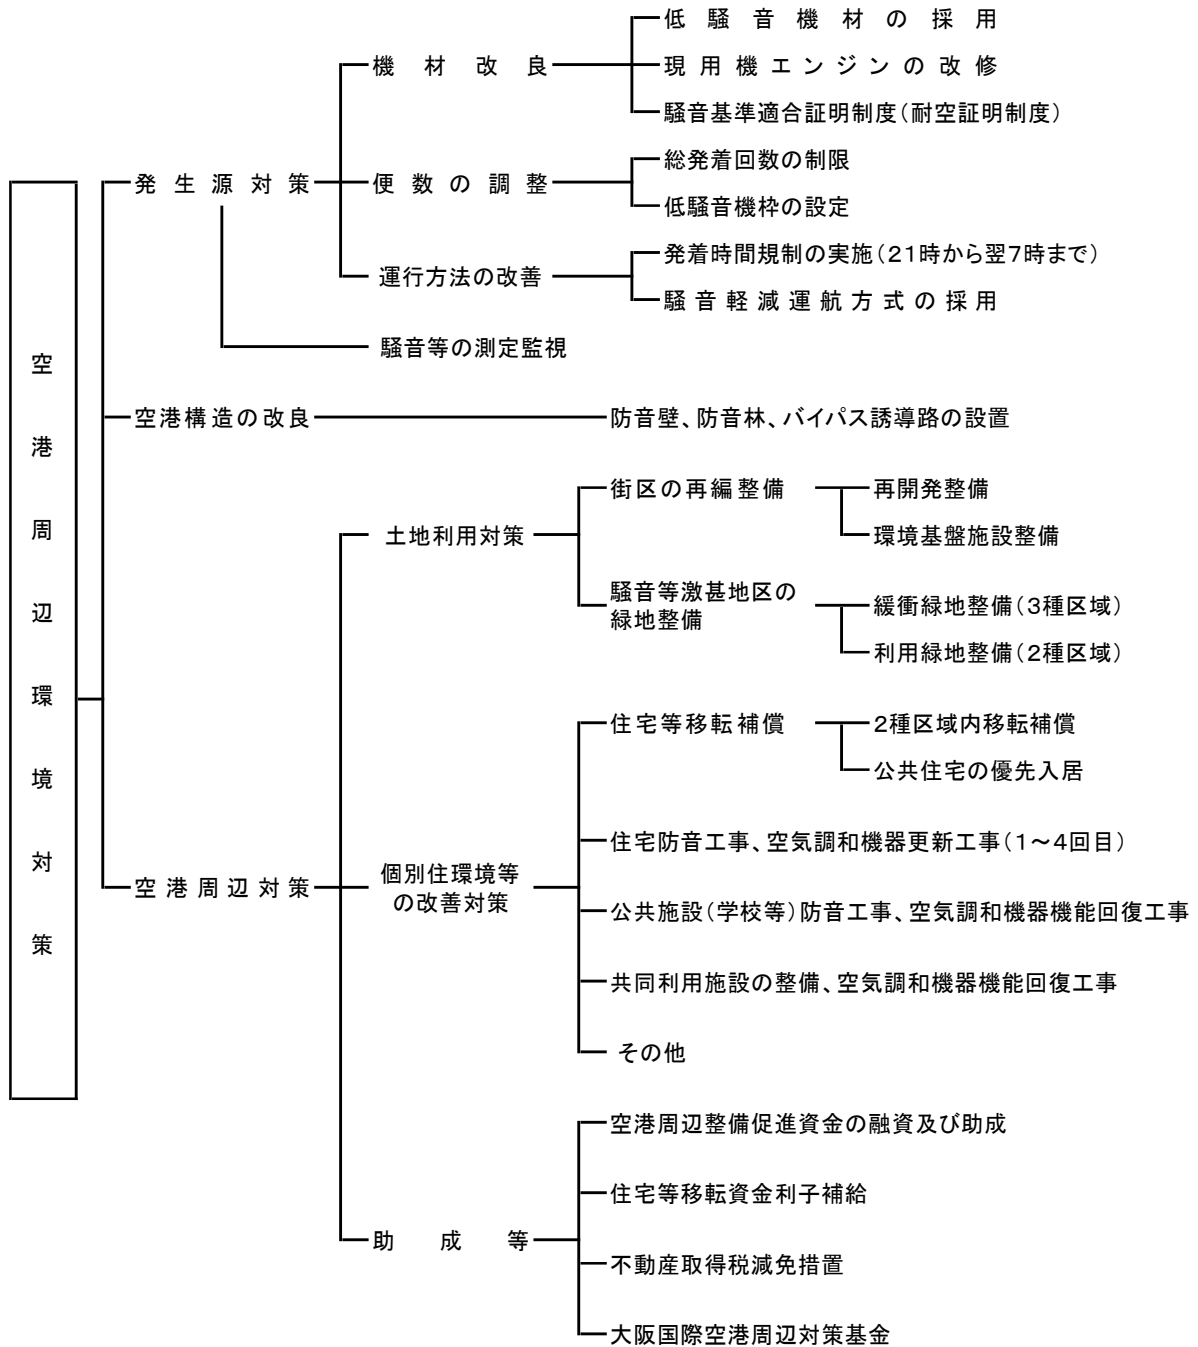 空港周辺環境対策
発生源対策
機材改良
低騒音機材の採用
現用機エンジンの改修
騒音基準適合証明制度（耐空証明制度）
便数の調整
総発着回数の制限
低騒音機枠の設定
運行方法の改善
発着時間規制の実施（21時から翌7時まで）
騒音軽減運航方式の採用
騒音等の測定監視
空港構造の改良
防音壁、防音林、バイパス誘導路の設置
空港周辺対策
土地利用対策
街区の再編整備
再開発整備
環境基盤施設整備
騒音等激甚地区の
緑地整備
緩衝緑地整備（3種区域）
利用緑地整備（2種区域）
個別住環境等
の改善対策
住宅等移転補償
2種区域内移転補償
公共住宅の優先入居
住宅防音工事、空気調和機器更新工事（1～4回目）
公共施設（学校等）防音工事、空気調和機器機能回復工事
共同利用施設の整備、空気調和機器機能回復工事
その他
助成等
空港周辺整備促進資金の融資及び助成
住宅等移転資金利子補給
不動産取得税減免措置
大阪国際空港周辺対策基金